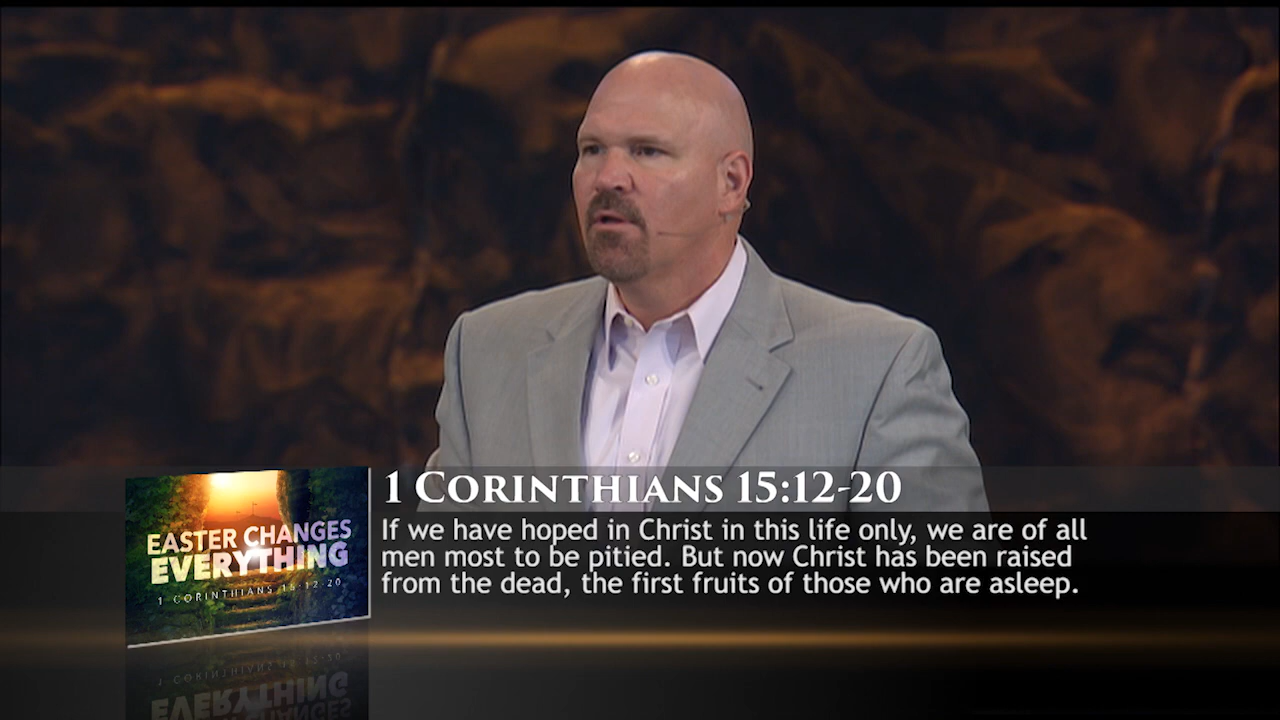 1 CORINTHIANS 15:12-20
If we have hoped in Christ in this life only, we are of all
men most to be pitied. But now Christ has been raised
from the dead, the first fruits of those who are asleep.
EASTER CHANGES
EVERYTHING
1 CORINTHIANS 15:12-20